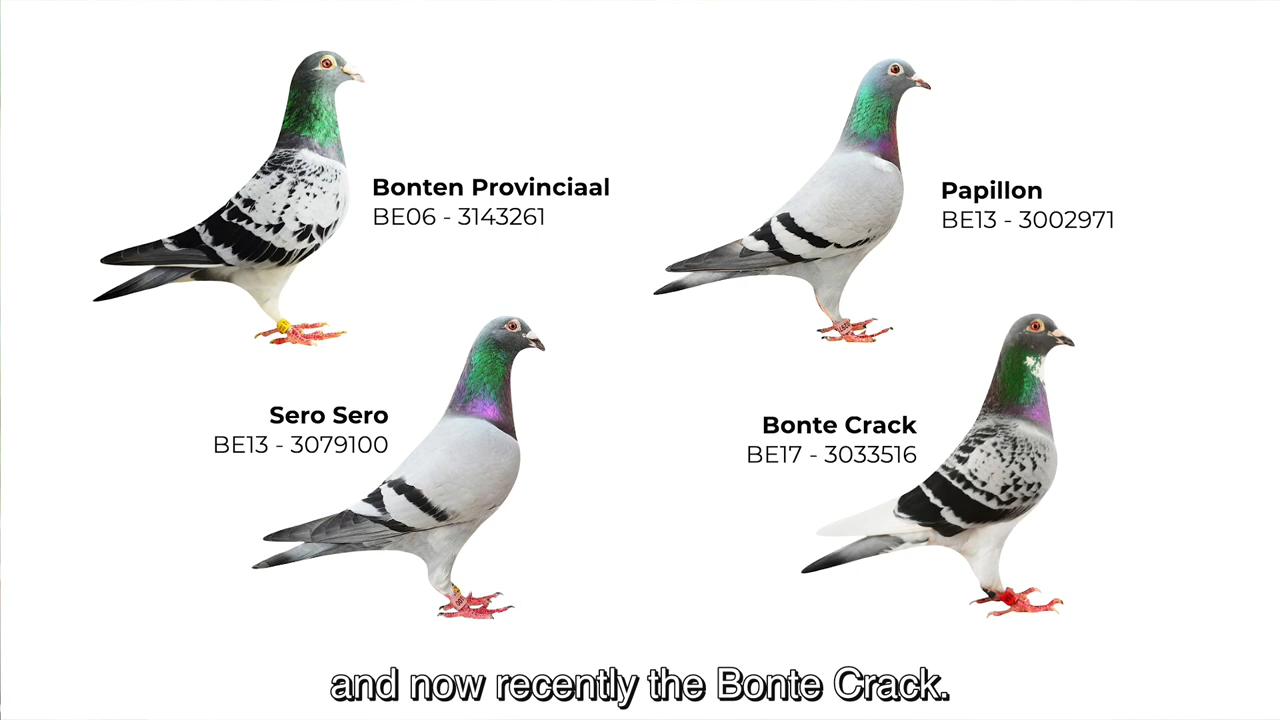 Bonten Provinciaal
BE06 - 3143261
Papillon
BE13 - 3002971
Sero Sero
BE13 - 3079100
Bonte Crack
BE17 - 3033516
and now recently the Bonte Crack.